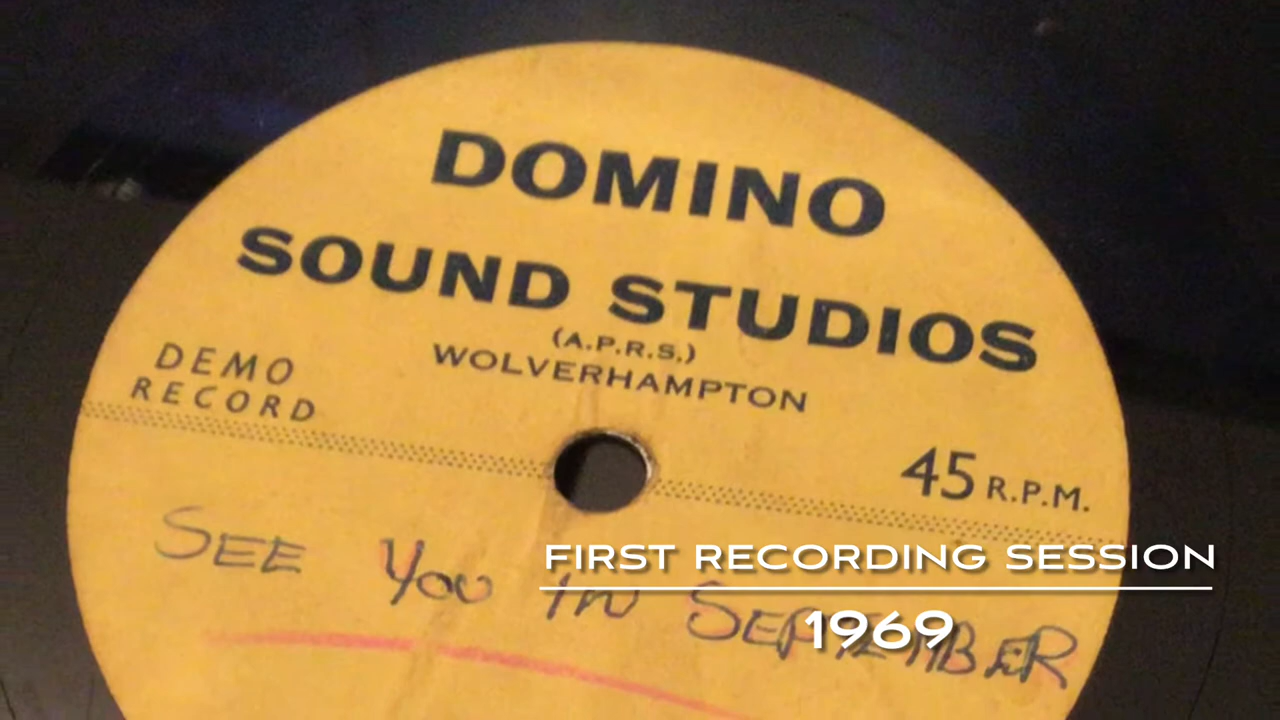 DOMINO
SOUND STUDIOS
(A.P.R.S.)
WOLVERHAMPTON
DEMO
RECORD
45 R.P.M.
SEE YOU IN SEPTEMBER
FIRST RECORDING SESSION
1969